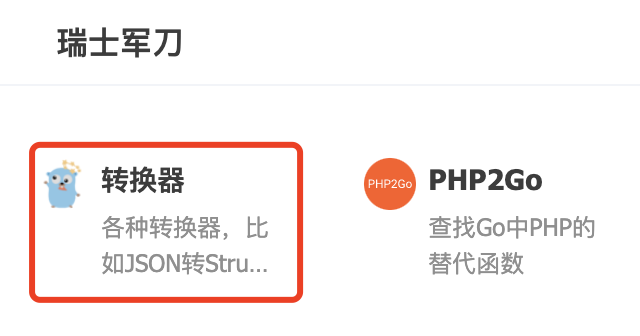 瑞士军刀
转换器
各种转换器，比
如JSON转Stru...
PHP2Go
PHP2Go
查找Go中PHP的
替代函数